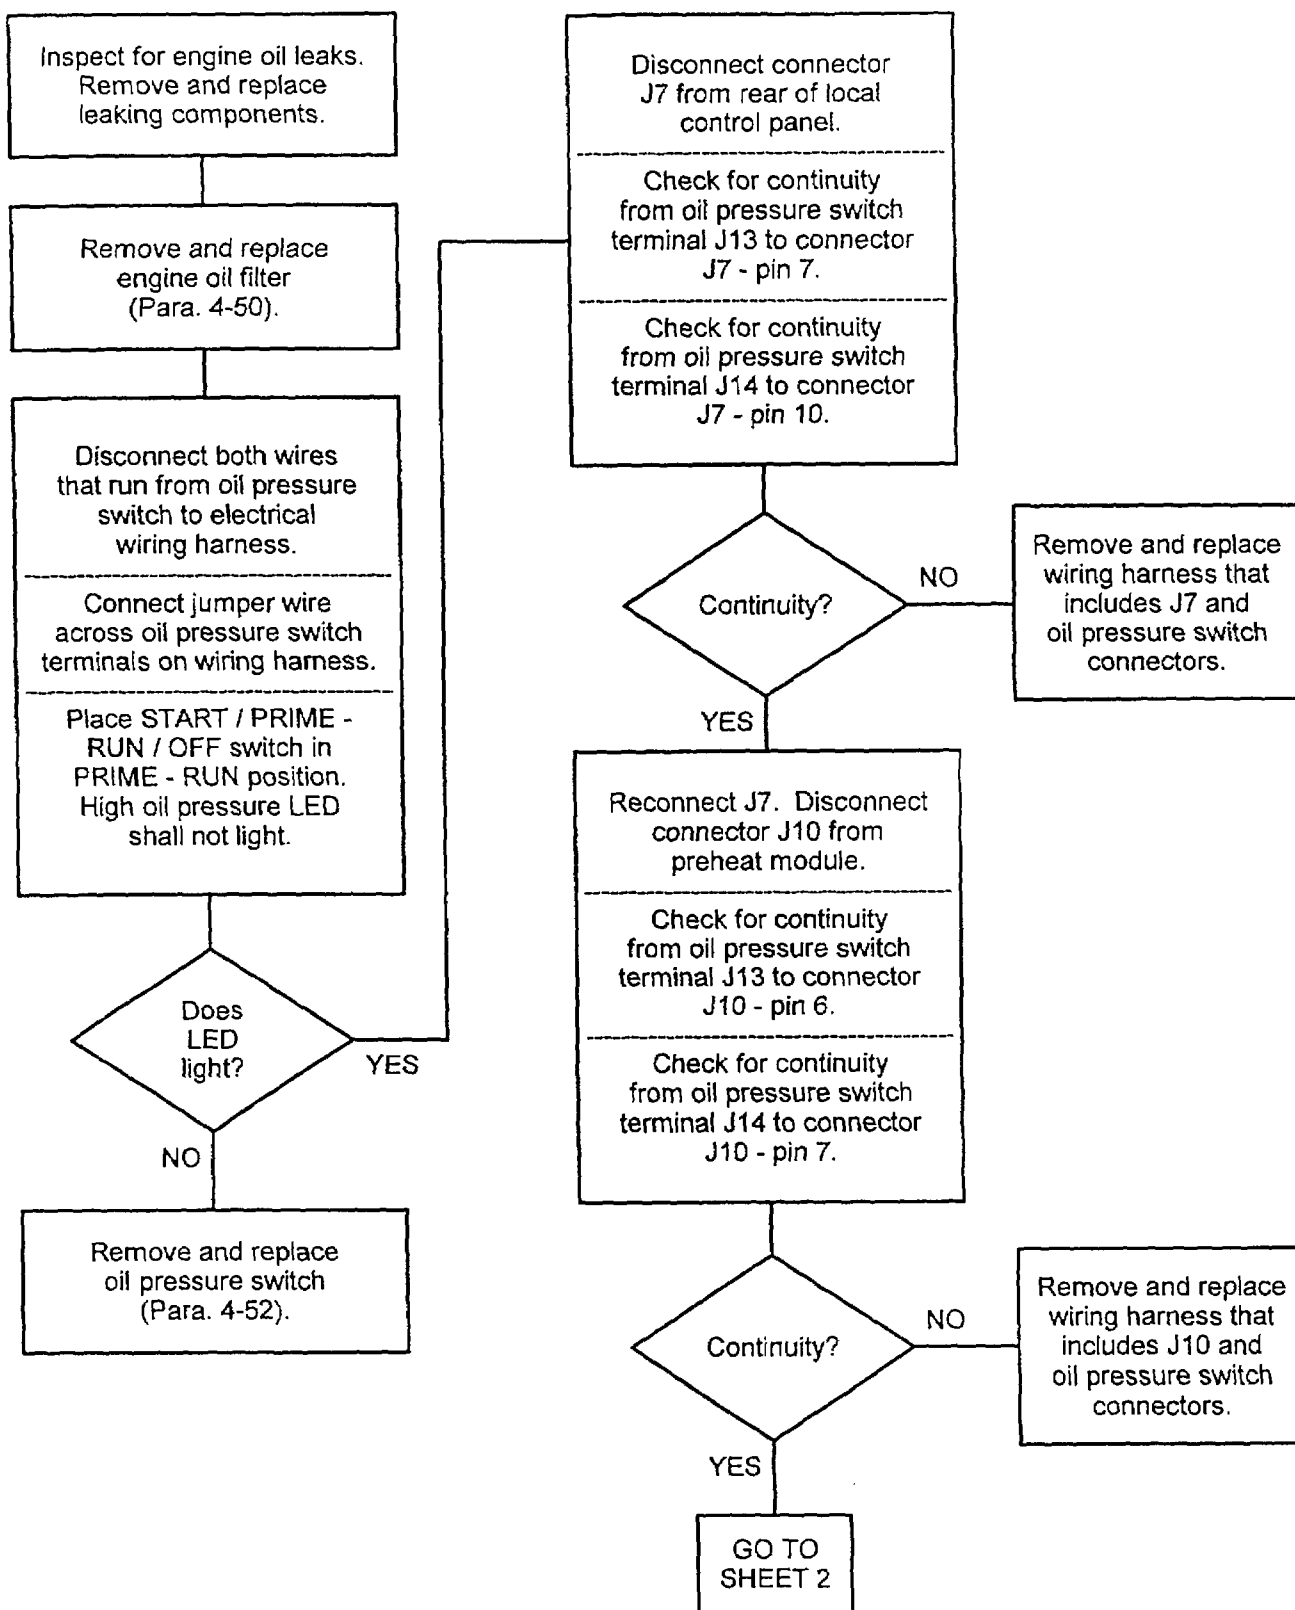 Inspect for engine oil leaks.
Remove and replace
leaking components.
Remove and replace
engine oil filter
(Para. 4-50).
Disconnect both wires
that run from oil pressure
switch to electrical
wiring harness.
Connect jumper wire
across oil pressure switch
terminals on wiring harness.
Place START / PRIME -
RUN / OFF switch in
PRIME - RUN position.
High oil pressure LED
shall not light.
Does
LED
light?
YES
NO
Remove and replace
oil pressure switch
(Para. 4-52).
Disconnect connector
J7 from rear of local
control panel.
Check for continuity
from oil pressure switch
terminal J13 to connector
J7 - pin 7.
Check for continuity
from oil pressure switch
terminal J14 to connector
J7 - pin 10.
Continuity?
NO
Remove and replace
wiring harness that
includes J7 and
oil pressure switch
connectors.
YES
Reconnect J7. Disconnect
connector J10 from
preheat module.
Check for continuity
from oil pressure switch
terminal J13 to connector
J10 - pin 6.
Check for continuity
from oil pressure switch
terminal J14 to connector
J10 - pin 7.
Continuity?
NO
Remove and replace
wiring harness that
includes J10 and
oil pressure switch
connectors.
YES
GO TO
SHEET 2